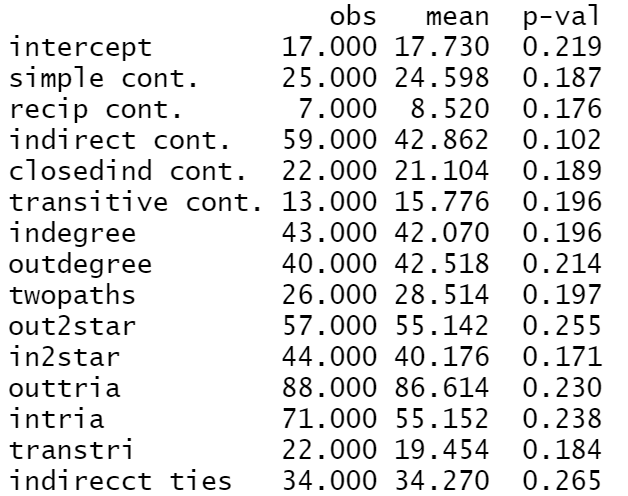 obs mean p-val
intercept 17.000 17.730 0.219
simple cont. 25.000 24.598 0.187
recip cont. 7.000 8.520 0.176
indirect cont. 59.000 42.862 0.102
closedind cont. 22.000 21.104 0.189
transitive cont. 13.000 15.776 0.196
indegree 43.000 42.070 0.196
outdegree 40.000 42.518 0.214
twopaths 26.000 28.514 0.197
out2star 57.000 55.142 0.255
in2star 44.000 40.176 0.171
outtria 88.000 86.614 0.230
intria 71.000 55.152 0.238
transtri 22.000 19.454 0.184
indirecct ties 34.000 34.270 0.265